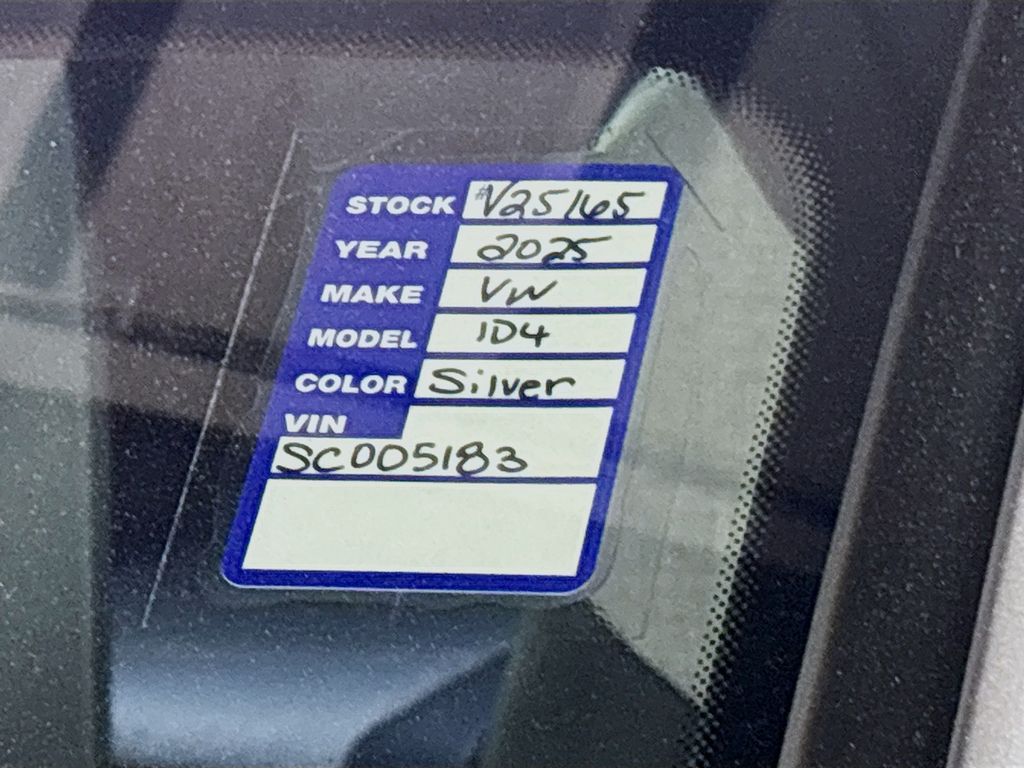 STOCK #V25165
YEAR 2025
MAKE VW
MODEL ID4
COLOR Silver
VIN
SC005183